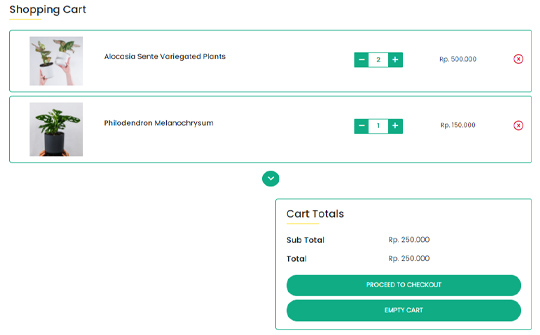 Shopping Cart
Alocasia Sente Variegated Plants
2
Rp. 500.000
Philodendron Melanochrysum
1
Rp. 150.000
Cart Totals
Sub Total Rp. 250.000
Total Rp. 250.000
PROCEED TO CHECKOUT
EMPTY CART